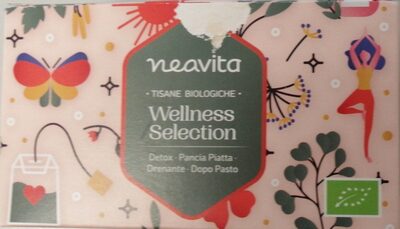 neavita
• TISANE BIOLOGICHE •
Wellness
Selection
Detox · Pancia Piatta ·
Drenante · Dopo Pasto